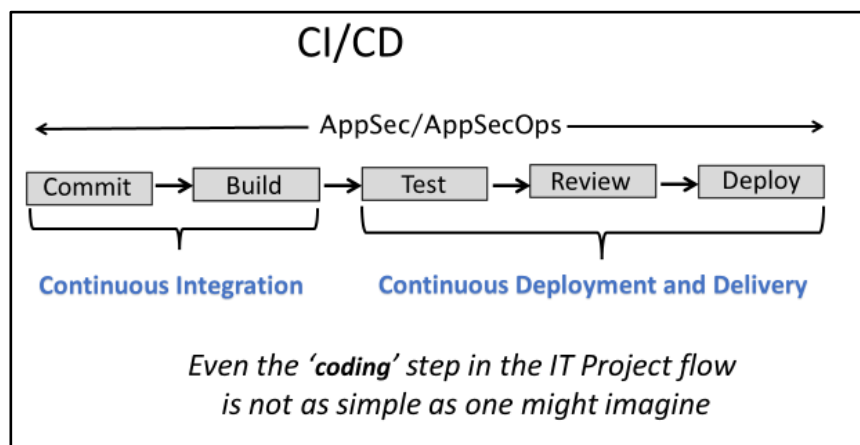 CI/CD
AppSec/AppSecOps
Commit
Build
Test
Review
Deploy
Continuous Integration
Continuous Deployment and Delivery
Even the ‘coding’ step in the IT Project flow
is not as simple as one might imagine